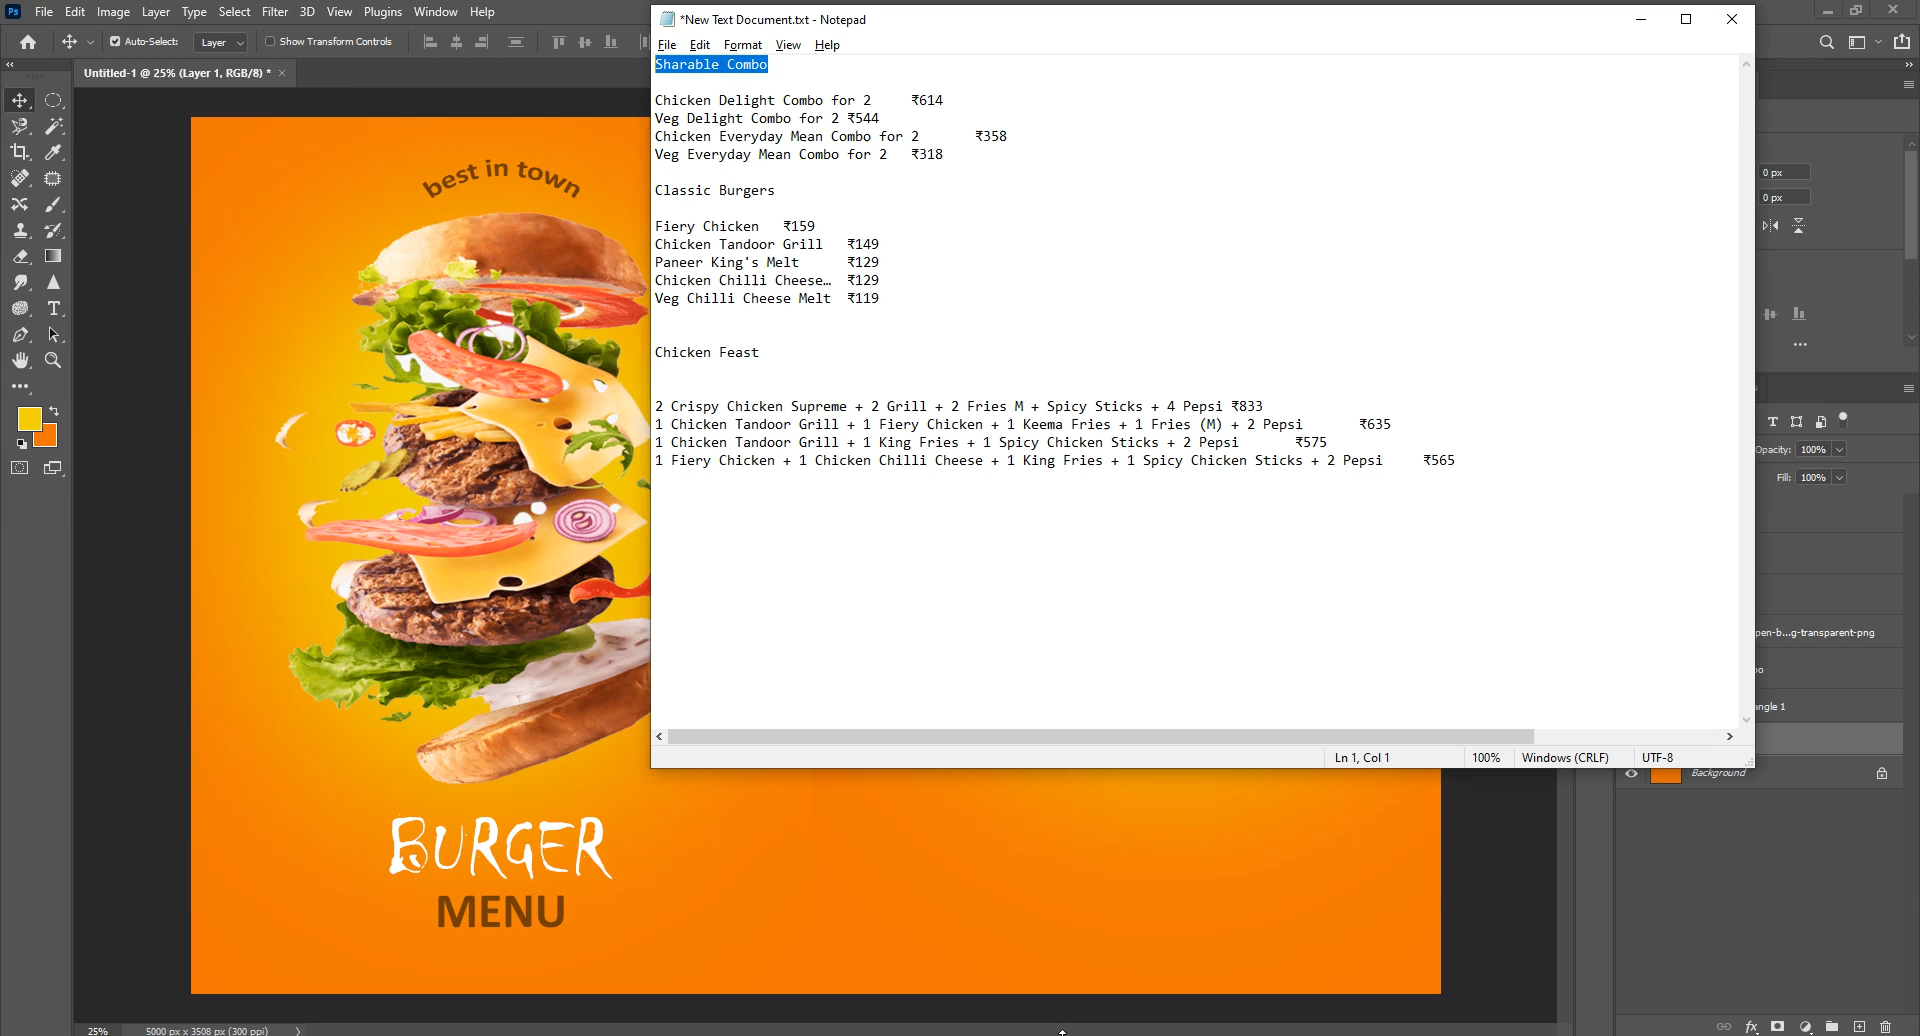 File Edit Image Layer Type Select Filter 3D View Plugins Window Help
Auto-Select: Layer Show Transform Controls
Untitled-1 @ 25% (Layer 1, RGB/8) *
best in town
BURGER
MENU
25% 5000 px x 3508 px (300 ppi)
*New Text Document.txt - Notepad
File Edit Format View Help
Sharable Combo
Chicken Delight Combo for 2 ₹614
Veg Delight Combo for 2 ₹544
Chicken Everyday Mean Combo for 2 ₹358
Veg Everyday Mean Combo for 2 ₹318
Classic Burgers
Fiery Chicken ₹159
Chicken Tandoor Grill ₹149
Paneer King's Melt ₹129
Chicken Chilli Cheese… ₹129
Veg Chilli Cheese Melt ₹119
Chicken Feast
2 Crispy Chicken Supreme + 2 Grill + 2 Fries M + Spicy Sticks + 4 Pepsi ₹833
1 Chicken Tandoor Grill + 1 Fiery Chicken + 1 Keema Fries + 1 Fries (M) + 2 Pepsi ₹635
1 Chicken Tandoor Grill + 1 King Fries + 1 Spicy Chicken Sticks + 2 Pepsi ₹575
1 Fiery Chicken + 1 Chicken Chilli Cheese + 1 King Fries + 1 Spicy Chicken Sticks + 2 Pepsi ₹565
Ln 1, Col 1 100% Windows (CRLF) UTF-8
0 px
0 px
Opacity: 100%
Fill: 100%
pen-b...g-transparent-png
angle 1
Background